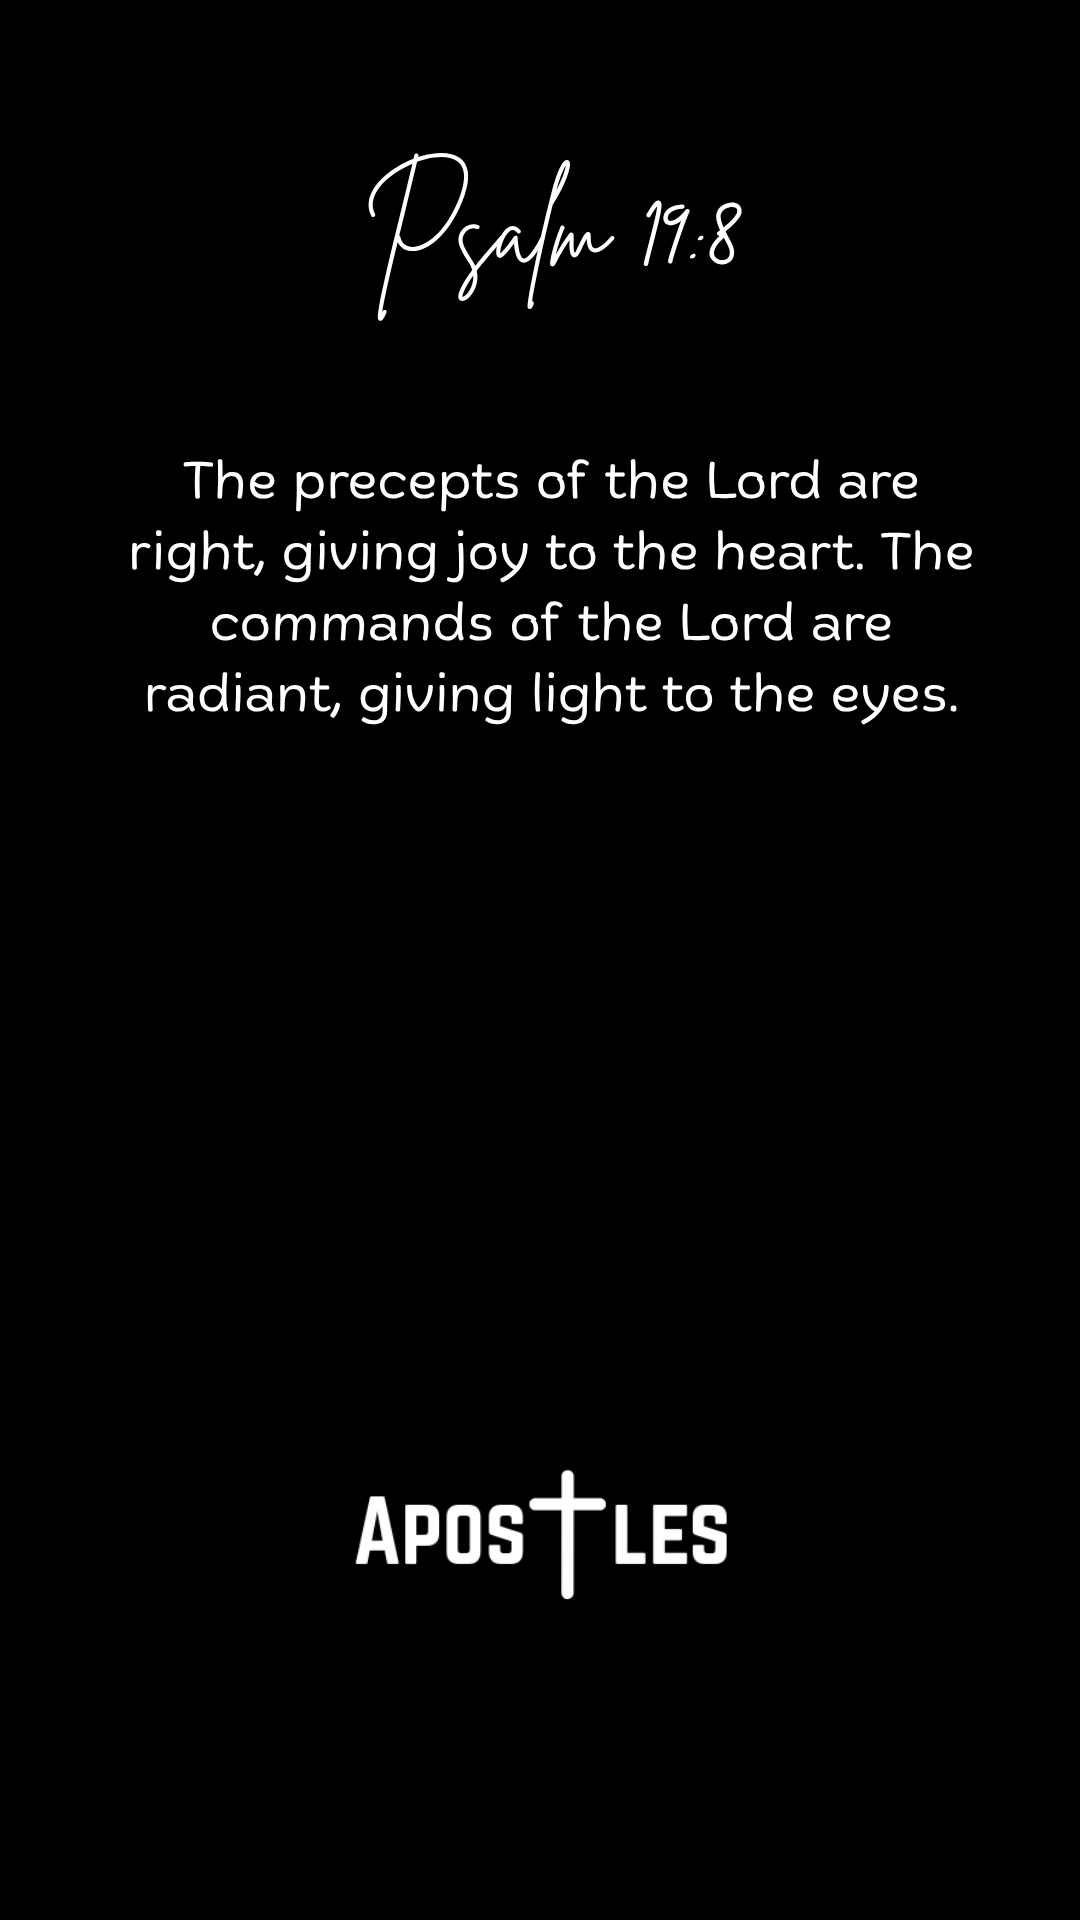 Psalm 19:8
The precepts of the Lord are
right, giving joy to the heart. The
commands of the Lord are
radiant, giving light to the eyes.
APOSTLES